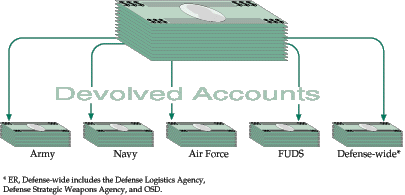 Devolved Accounts
Army Navy Air Force FUDS Defense-wide*
* ER, Defense-wide includes the Defense Logistics Agency,
Defense Strategic Weapons Agency, and OSD.